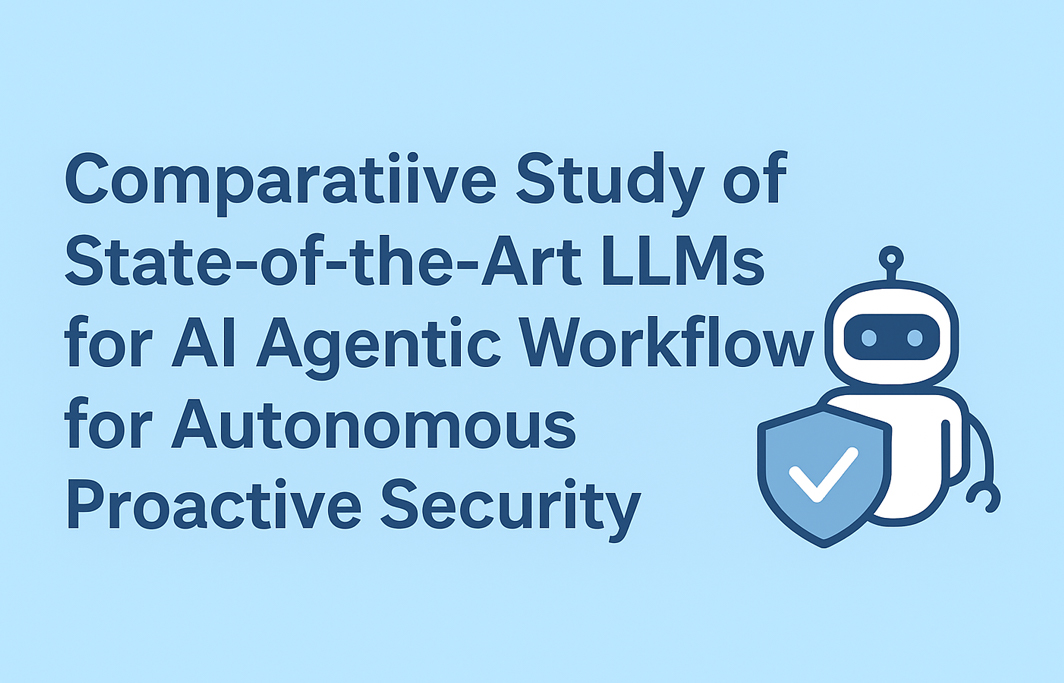 Comparatiive Study of
State-of-the-Art LLMs
for AI Agentic Workflow
for Autonomous
Proactive Security